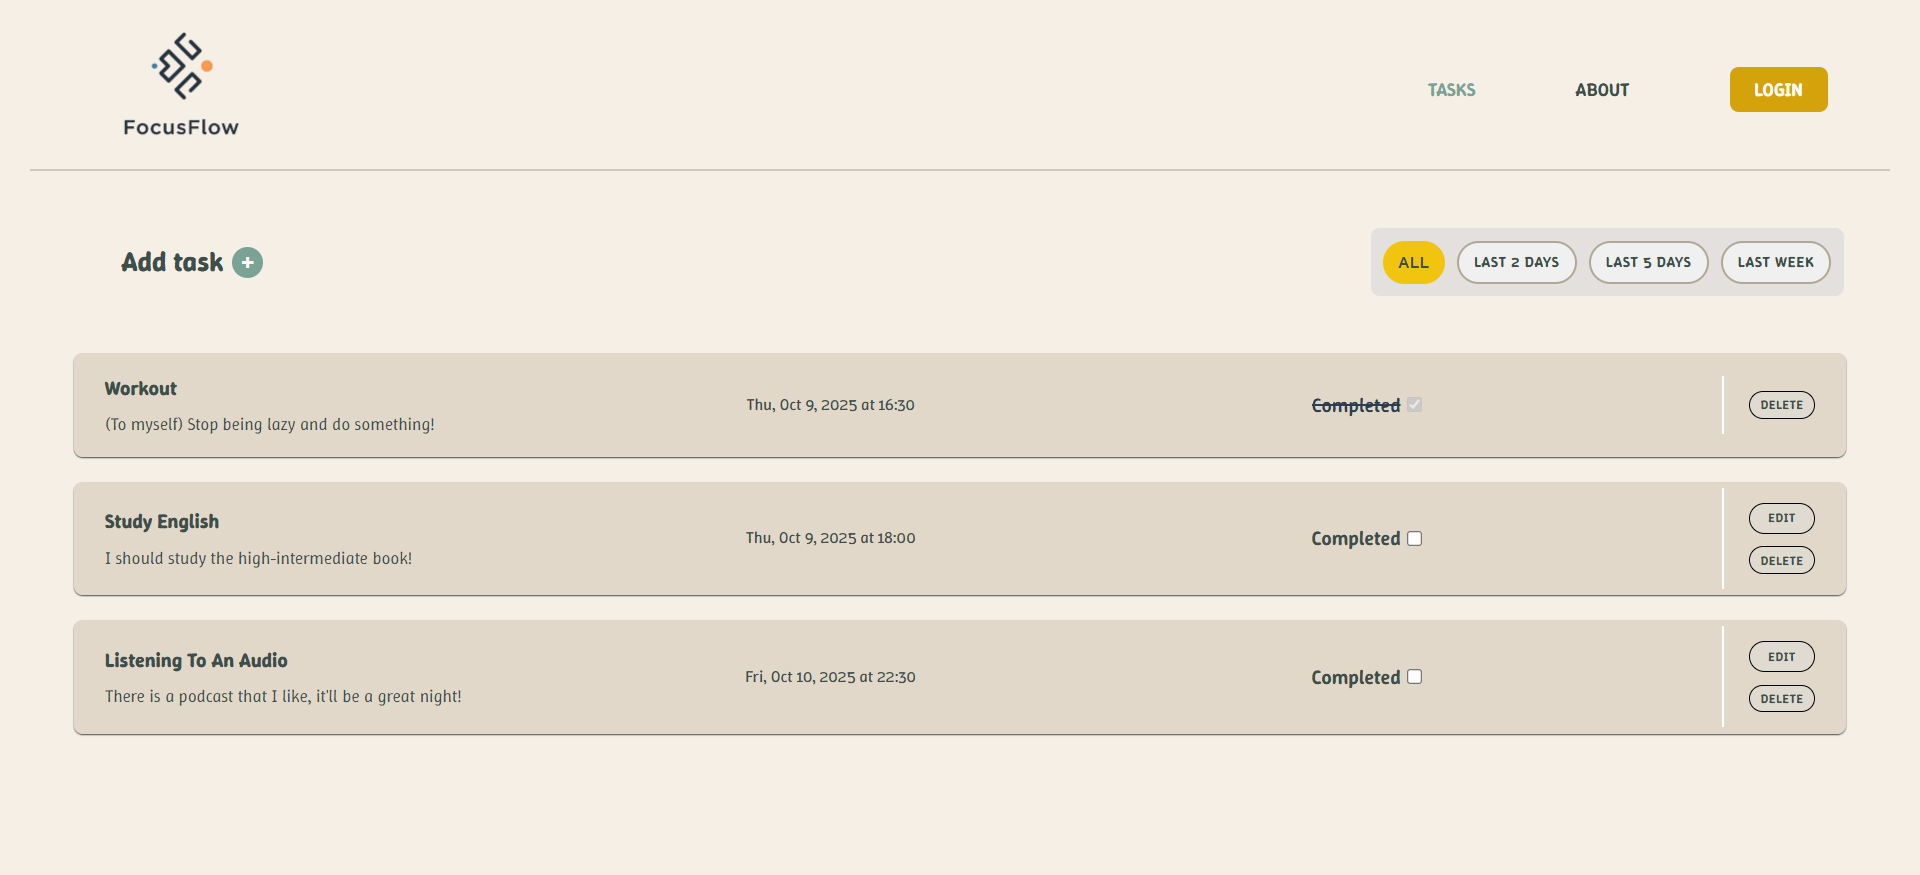 FocusFlow
TASKS
ABOUT
LOGIN
Add task +
ALL
LAST 2 DAYS
LAST 5 DAYS
LAST WEEK
Workout
(To myself) Stop being lazy and do something!
Thu, Oct 9, 2025 at 16:30
Completed
DELETE
Study English
I should study the high-intermediate book!
Thu, Oct 9, 2025 at 18:00
Completed
EDIT
DELETE
Listening To An Audio
There is a podcast that I like, it'll be a great night!
Fri, Oct 10, 2025 at 22:30
Completed
EDIT
DELETE